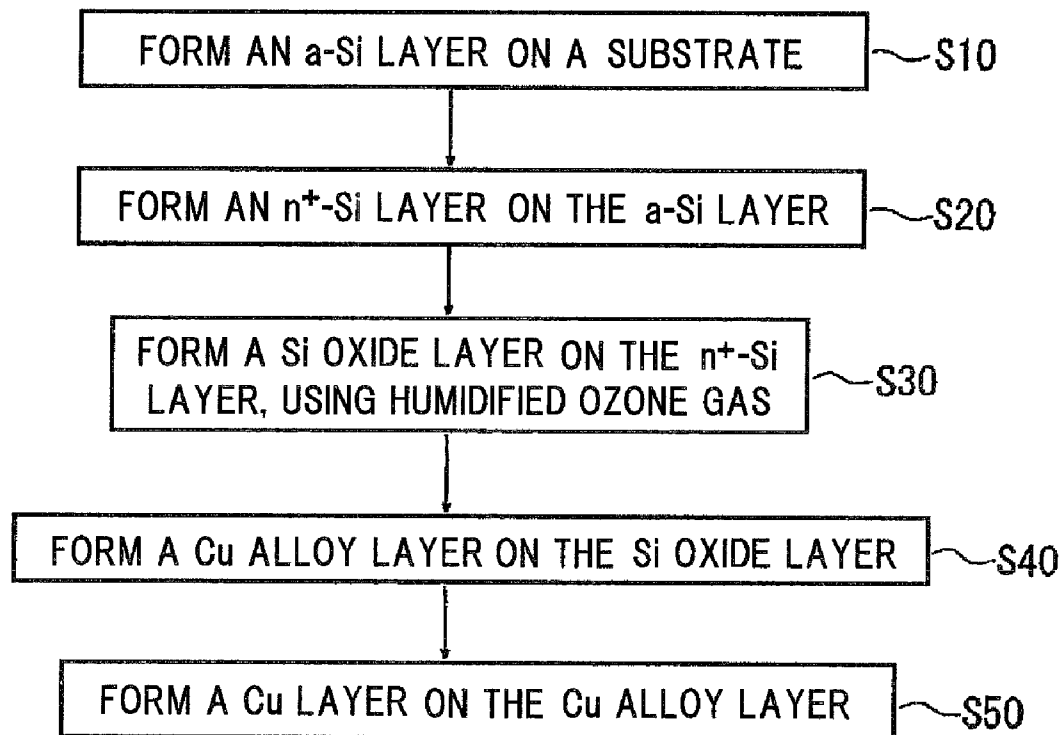 FORM AN a-Si LAYER ON A SUBSTRATE
S10
FORM AN n+-Si LAYER ON THE a-Si LAYER
S20
FORM A Si OXIDE LAYER ON THE n+-Si
LAYER, USING HUMIDIFIED OZONE GAS
S30
FORM A Cu ALLOY LAYER ON THE Si OXIDE LAYER
S40
FORM A Cu LAYER ON THE Cu ALLOY LAYER
S50